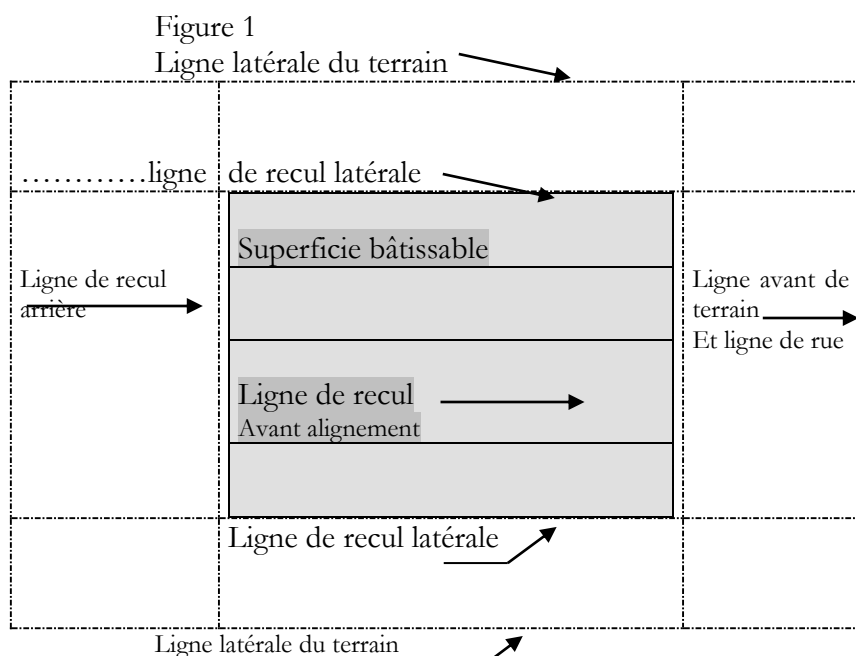 Figure 1
Ligne latérale du terrain
…………ligne de recul latérale
Superficie bâtissable
Ligne de recul
arrière
Ligne avant de
terrain
Et ligne de rue
Ligne de recul
Avant alignement
Ligne de recul latérale
Ligne latérale du terrain